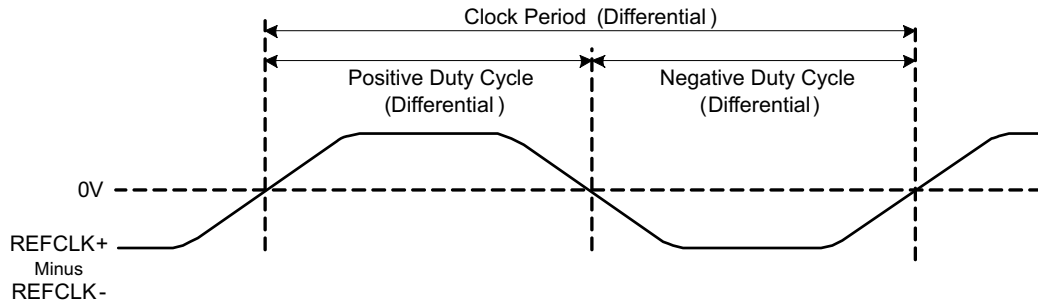 Clock Period (Differential)
Positive Duty Cycle
(Differential)
Negative Duty Cycle
(Differential)
0V
REFCLK+
Minus
REFCLK-